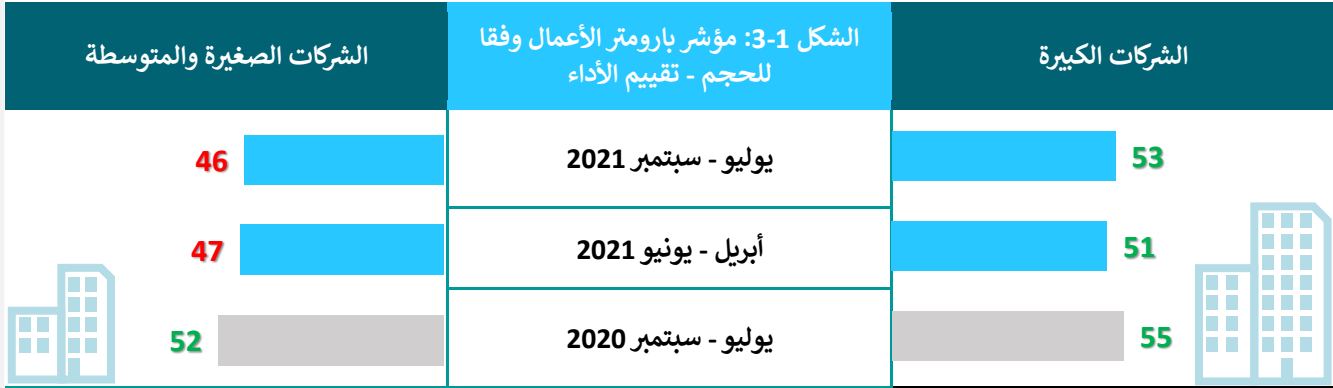 الشركات الكبيرة
الشكل 1-3: مؤشر بارومتر الأعمال وفقا
للحجم - تقييم الأداء
الشركات الصغيرة والمتوسطة
53
يوليو - سبتمبر 2021
46
51
أبريل - يونيو 2021
47
55
يوليو - سبتمبر 2020
52